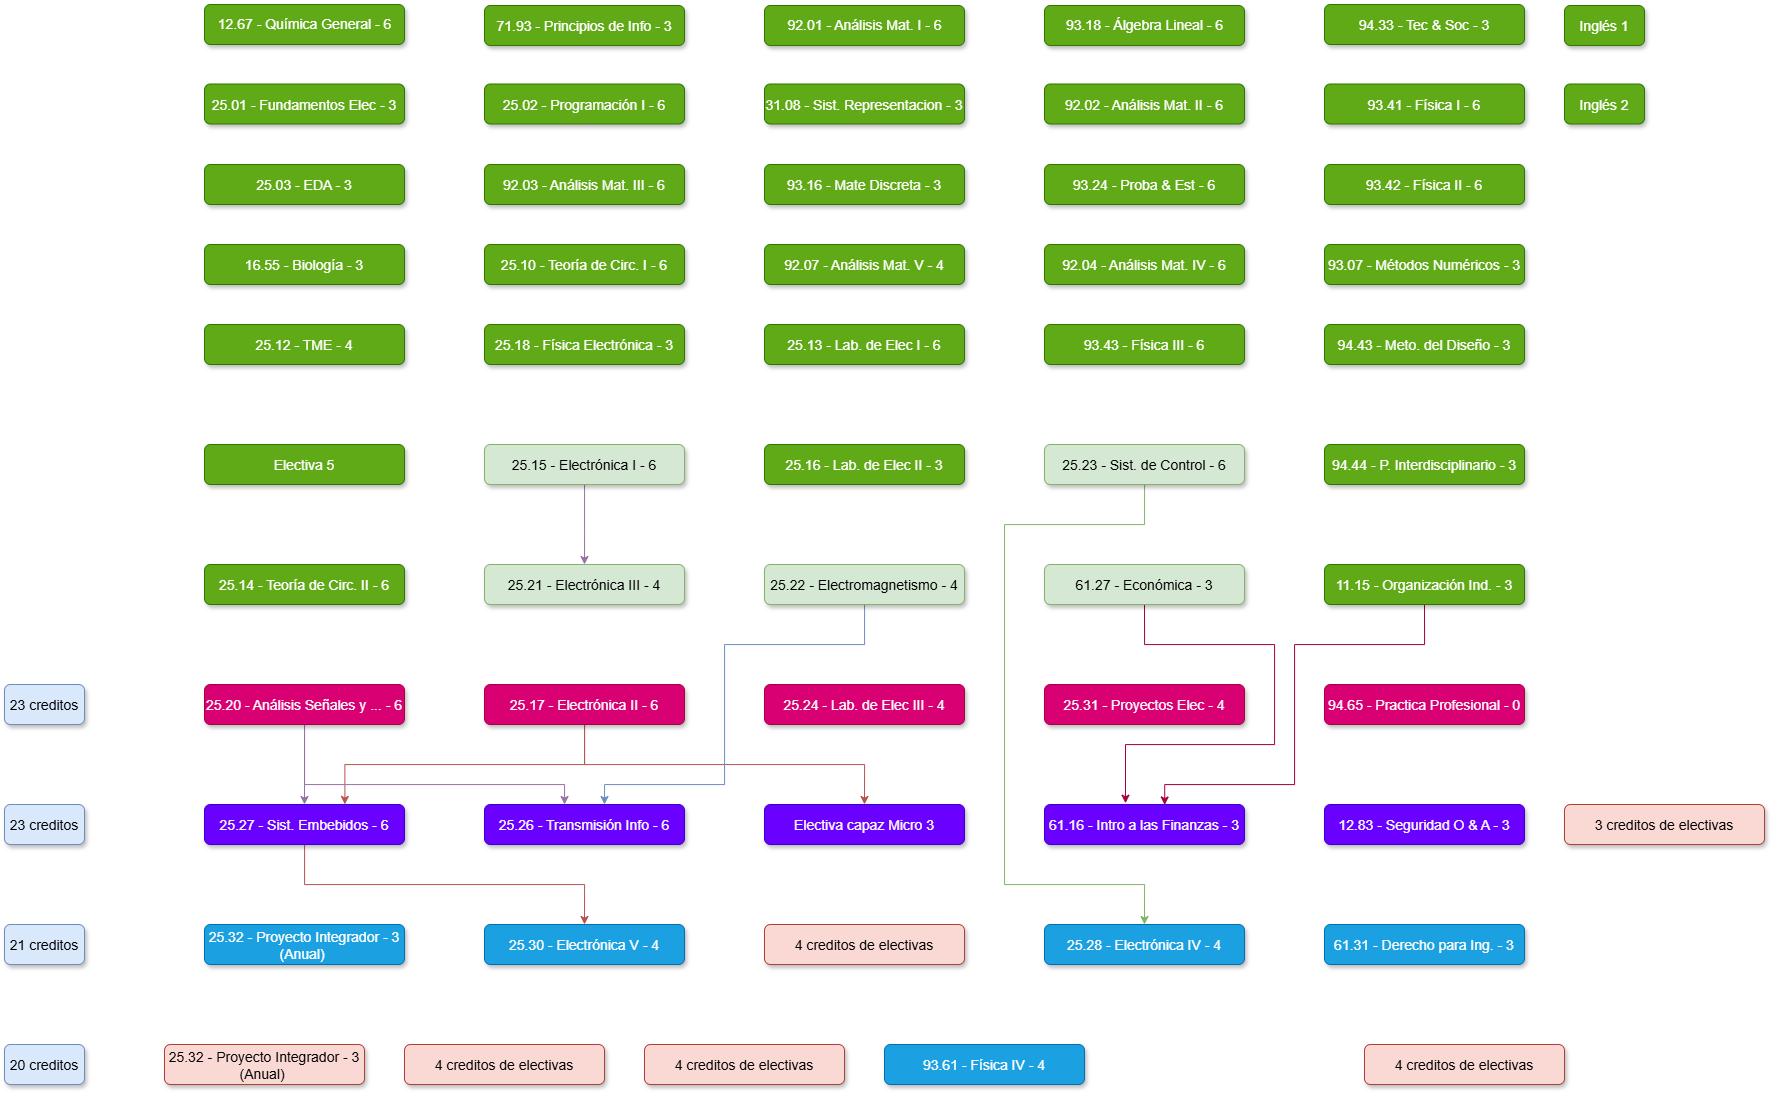 12.67 - Química General - 6
71.93 - Principios de Info - 3
92.01 - Análisis Mat. I - 6
93.18 - Álgebra Lineal - 6
94.33 - Tec & Soc - 3
Inglés 1
25.01 - Fundamentos Elec - 3
25.02 - Programación I - 6
31.08 - Sist. Representacion - 3
92.02 - Análisis Mat. II - 6
93.41 - Física I - 6
Inglés 2
25.03 - EDA - 3
92.03 - Análisis Mat. III - 6
93.16 - Mate Discreta - 3
93.24 - Proba & Est - 6
93.42 - Física II - 6
16.55 - Biología - 3
25.10 - Teoría de Circ. I - 6
92.07 - Análisis Mat. V - 4
92.04 - Análisis Mat. IV - 6
93.07 - Métodos Numéricos - 3
25.12 - TME - 4
25.18 - Física Electrónica - 3
25.13 - Lab. de Elec I - 6
93.43 - Física III - 6
94.43 - Meto. del Diseño - 3
Electiva 5
25.15 - Electrónica I - 6
25.16 - Lab. de Elec II - 3
25.23 - Sist. de Control - 6
94.44 - P. Interdisciplinario - 3
25.14 - Teoría de Circ. II - 6
25.21 - Electrónica III - 4
25.22 - Electromagnetismo - 4
61.27 - Económica - 3
11.15 - Organización Ind. - 3
23 creditos
25.20 - Análisis Señales y ... - 6
25.17 - Electrónica II - 6
25.24 - Lab. de Elec III - 4
25.31 - Proyectos Elec - 4
94.65 - Practica Profesional - 0
23 creditos
25.27 - Sist. Embebidos - 6
25.26 - Transmisión Info - 6
Electiva capaz Micro 3
61.16 - Intro a las Finanzas - 3
12.83 - Seguridad O & A - 3
3 creditos de electivas
21 creditos
25.32 - Proyecto Integrador - 3
(Anual)
25.30 - Electrónica V - 4
4 creditos de electivas
25.28 - Electrónica IV - 4
61.31 - Derecho para Ing. - 3
20 creditos
25.32 - Proyecto Integrador - 3
(Anual)
4 creditos de electivas
4 creditos de electivas
93.61 - Física IV - 4
4 creditos de electivas